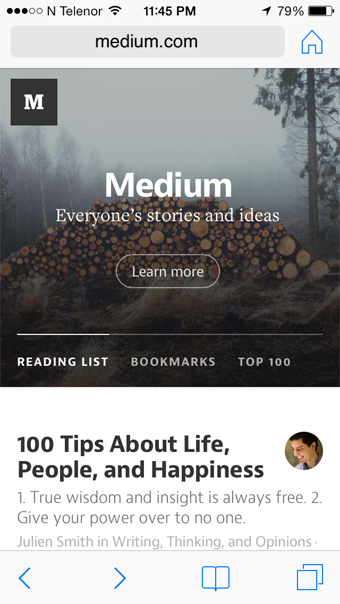 N Telenor 11:45 PM 79%
medium.com
M
Medium
Everyone's stories and ideas
Learn more
READING LIST BOOKMARKS TOP 100
100 Tips About Life,
People, and Happiness
1. True wisdom and insight is always free. 2.
Give your power over to no one.
Julien Smith in Writing, Thinking, and Opinions ·